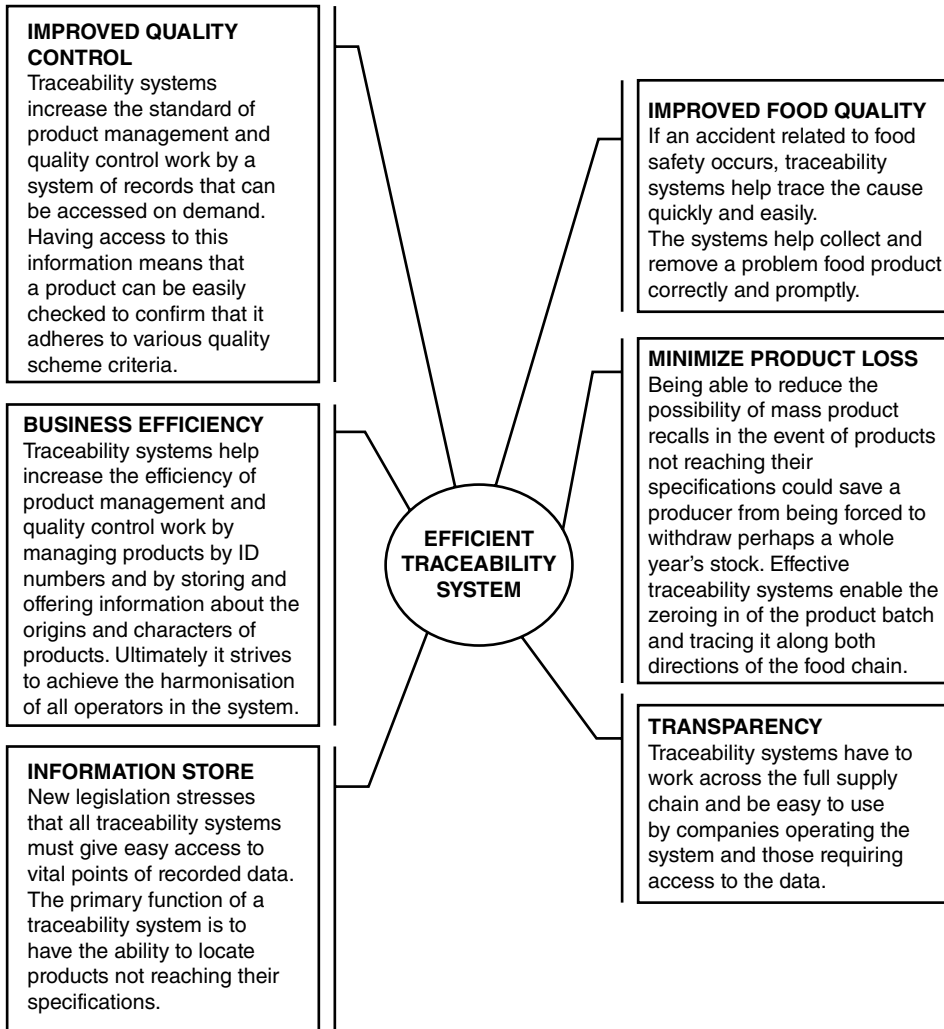 IMPROVED QUALITY
CONTROL
Traceability systems
increase the standard of
product management and
quality control work by a
system of records that can
be accessed on demand.
Having access to this
information means that
a product can be easily
checked to confirm that it
adheres to various quality
scheme criteria.
BUSINESS EFFICIENCY
Traceability systems help
increase the efficiency of
product management and
quality control work by
managing products by ID
numbers and by storing and
offering information about the
origins and characters of
products. Ultimately it strives
to achieve the harmonisation
of all operators in the system.
INFORMATION STORE
New legislation stresses
that all traceability systems
must give easy access to
vital points of recorded data.
The primary function of a
traceability system is to
have the ability to locate
products not reaching their
specifications.
EFFICIENT
TRACEABILITY
SYSTEM
IMPROVED FOOD QUALITY
If an accident related to food
safety occurs, traceability
systems help trace the cause
quickly and easily.
The systems help collect and
remove a problem food product
correctly and promptly.
MINIMIZE PRODUCT LOSS
Being able to reduce the
possibility of mass product
recalls in the event of products
not reaching their
specifications could save a
producer from being forced to
withdraw perhaps a whole
year's stock. Effective
traceability systems enable the
zeroing in of the product batch
and tracing it along both
directions of the food chain.
TRANSPARENCY
Traceability systems have to
work across the full supply
chain and be easy to use
by companies operating the
system and those requiring
access to the data.